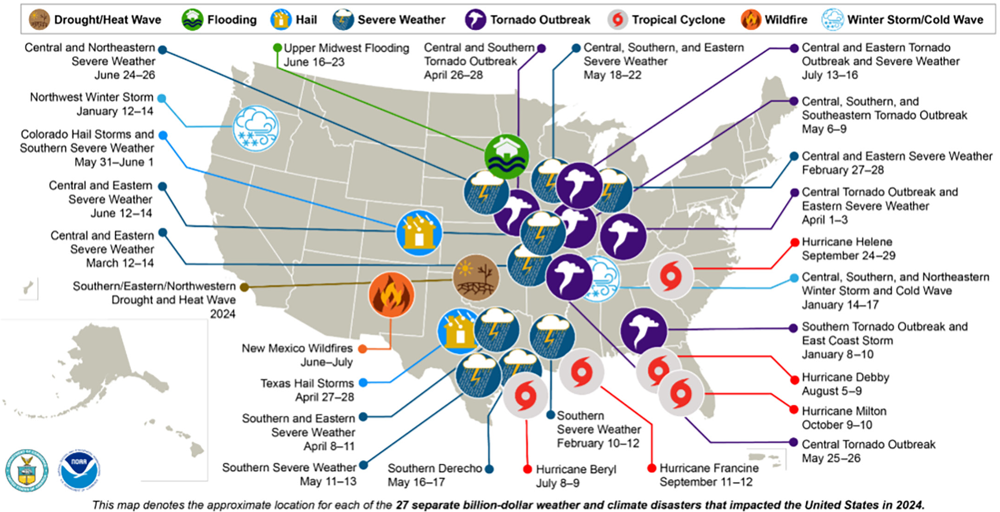 Drought/Heat Wave Flooding Hail Severe Weather Tornado Outbreak Tropical Cyclone Wildfire Winter Storm/Cold Wave
Central and Northeastern
Severe Weather
June 24–26
Upper Midwest Flooding
June 16–23
Central and Southern
Tornado Outbreak
April 26–28
Central, Southern, and Eastern
Severe Weather
May 18–22
Central and Eastern Tornado
Outbreak and Severe Weather
July 13–16
Northwest Winter Storm
January 12–14
Central, Southern, and
Southeastern Tornado Outbreak
May 6–9
Colorado Hail Storms and
Southern Severe Weather
May 31–June 1
Central and Eastern Severe Weather
February 27–28
Central and Eastern
Severe Weather
June 12–14
Central Tornado Outbreak and
Eastern Severe Weather
April 1–3
Central and Eastern
Severe Weather
March 12–14
Hurricane Helene
September 24–29
Southern/Eastern/Northwestern
Drought and Heat Wave
2024
Central, Southern, and Northeastern
Winter Storm and Cold Wave
January 14–17
Southern Tornado Outbreak and
East Coast Storm
January 8–10
New Mexico Wildfires
June–July
Hurricane Debby
August 5–9
Texas Hail Storms
April 27–28
Hurricane Milton
October 9–10
Southern and Eastern
Severe Weather
April 8–11
Southern
Severe Weather
February 10–12
Central Tornado Outbreak
May 25–26
Southern Severe Weather
May 11–13
Southern Derecho
May 16–17
Hurricane Beryl
July 8–9
Hurricane Francine
September 11–12
NOAA
This map denotes the approximate location for each of the 27 separate billion-dollar weather and climate disasters that impacted the United States in 2024.